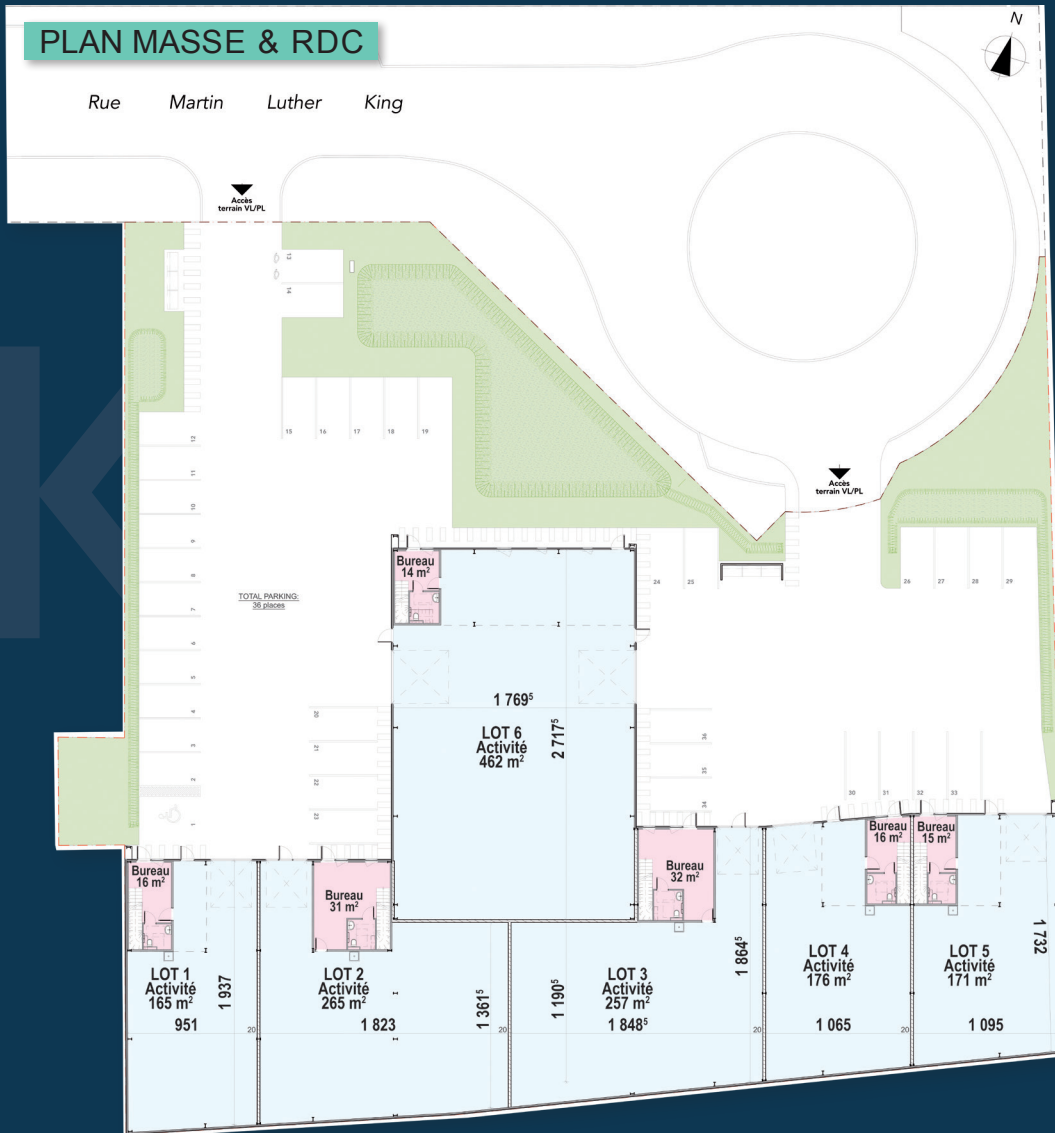 PLAN MASSE & RDC
N
Rue Martin Luther King
Accès
terrain VL/PL
13
14
15 16 17 18 19
12
11
10
9
8
7
6
5
4
3
2
1
Accès
terrain VL/PL
TOTAL PARKING:
36 places
20
21
22
23
24 25
26 27 28 29
36
35
34
30 31 32 33
Bureau
14 m²
1 769⁵
2 717⁵
LOT 6
Activité
462 m²
Bureau
16 m²
LOT 1
Activité
165 m²
1 937
951
20
Bureau
31 m²
LOT 2
Activité
265 m²
1 823
1 361⁵
20
Bureau
32 m²
1 190⁵
LOT 3
Activité
257 m²
1 848⁵
1 864⁵
20
Bureau
16 m²
LOT 4
Activité
176 m²
1 065
20
Bureau
15 m²
LOT 5
Activité
171 m²
1 095
1 732